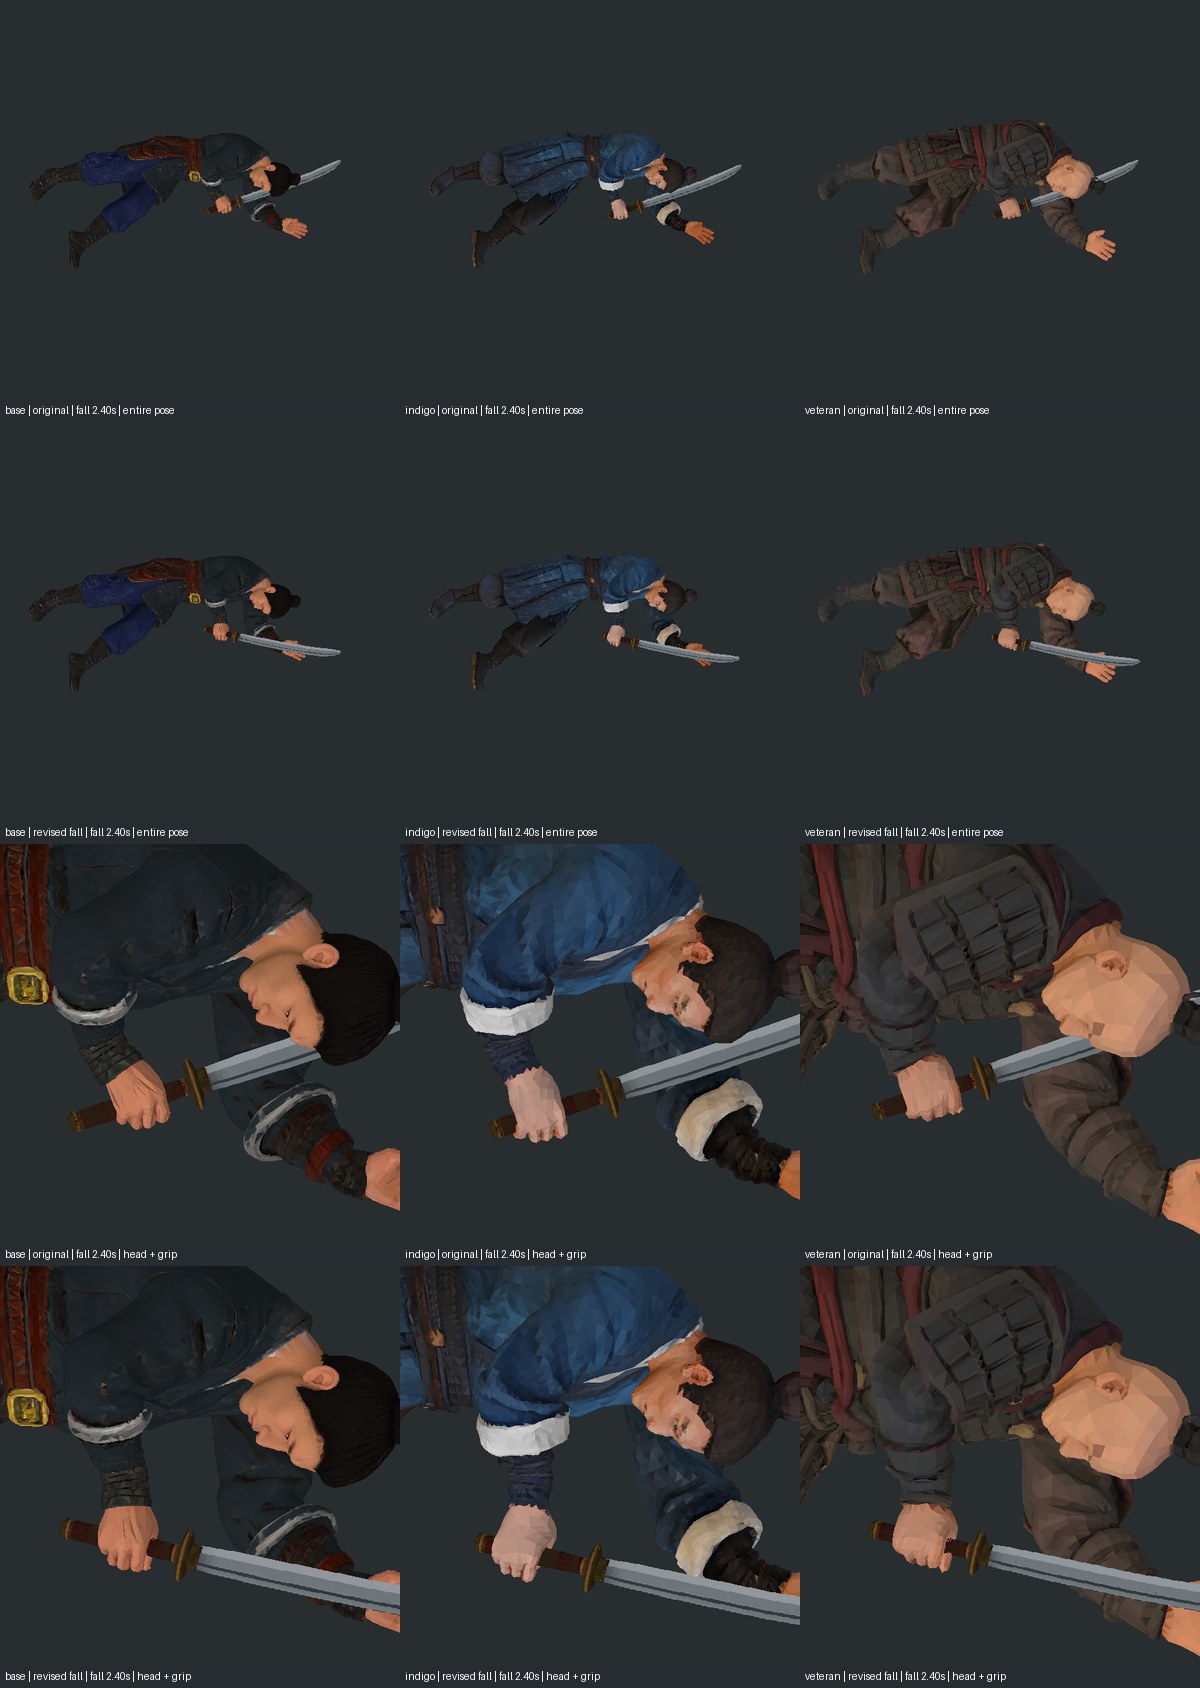 base | original | fall 2.40s | entire pose
indigo | original | fall 2.40s | entire pose
veteran | original | fall 2.40s | entire pose
base | revised fall | fall 2.40s | entire pose
indigo | revised fall | fall 2.40s | entire pose
veteran | revised fall | fall 2.40s | entire pose
base | original | fall 2.40s | head + grip
indigo | original | fall 2.40s | head + grip
veteran | original | fall 2.40s | head + grip
base | revised fall | fall 2.40s | head + grip
indigo | revised fall | fall 2.40s | head + grip
veteran | revised fall | fall 2.40s | head + grip